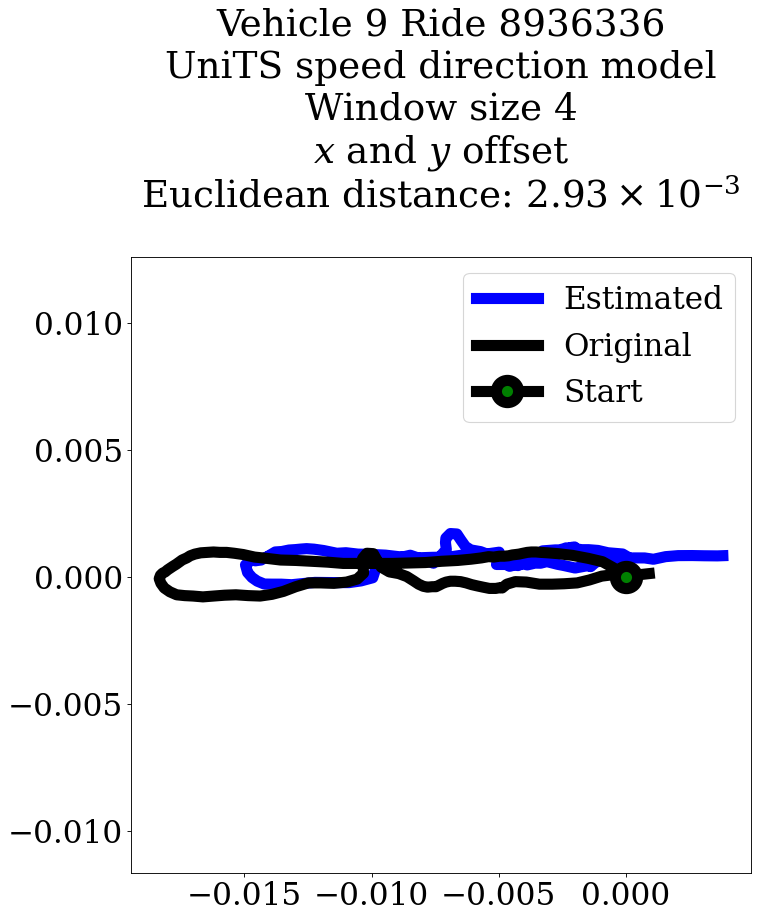 Vehicle 9 Ride 8936336
UniTS speed direction model
Window size 4
x and y offset
Euclidean distance: 2.93 × 10⁻³
Estimated
Original
Start
0.010
0.005
0.000
−0.005
−0.010
−0.015 −0.010 −0.005 0.000